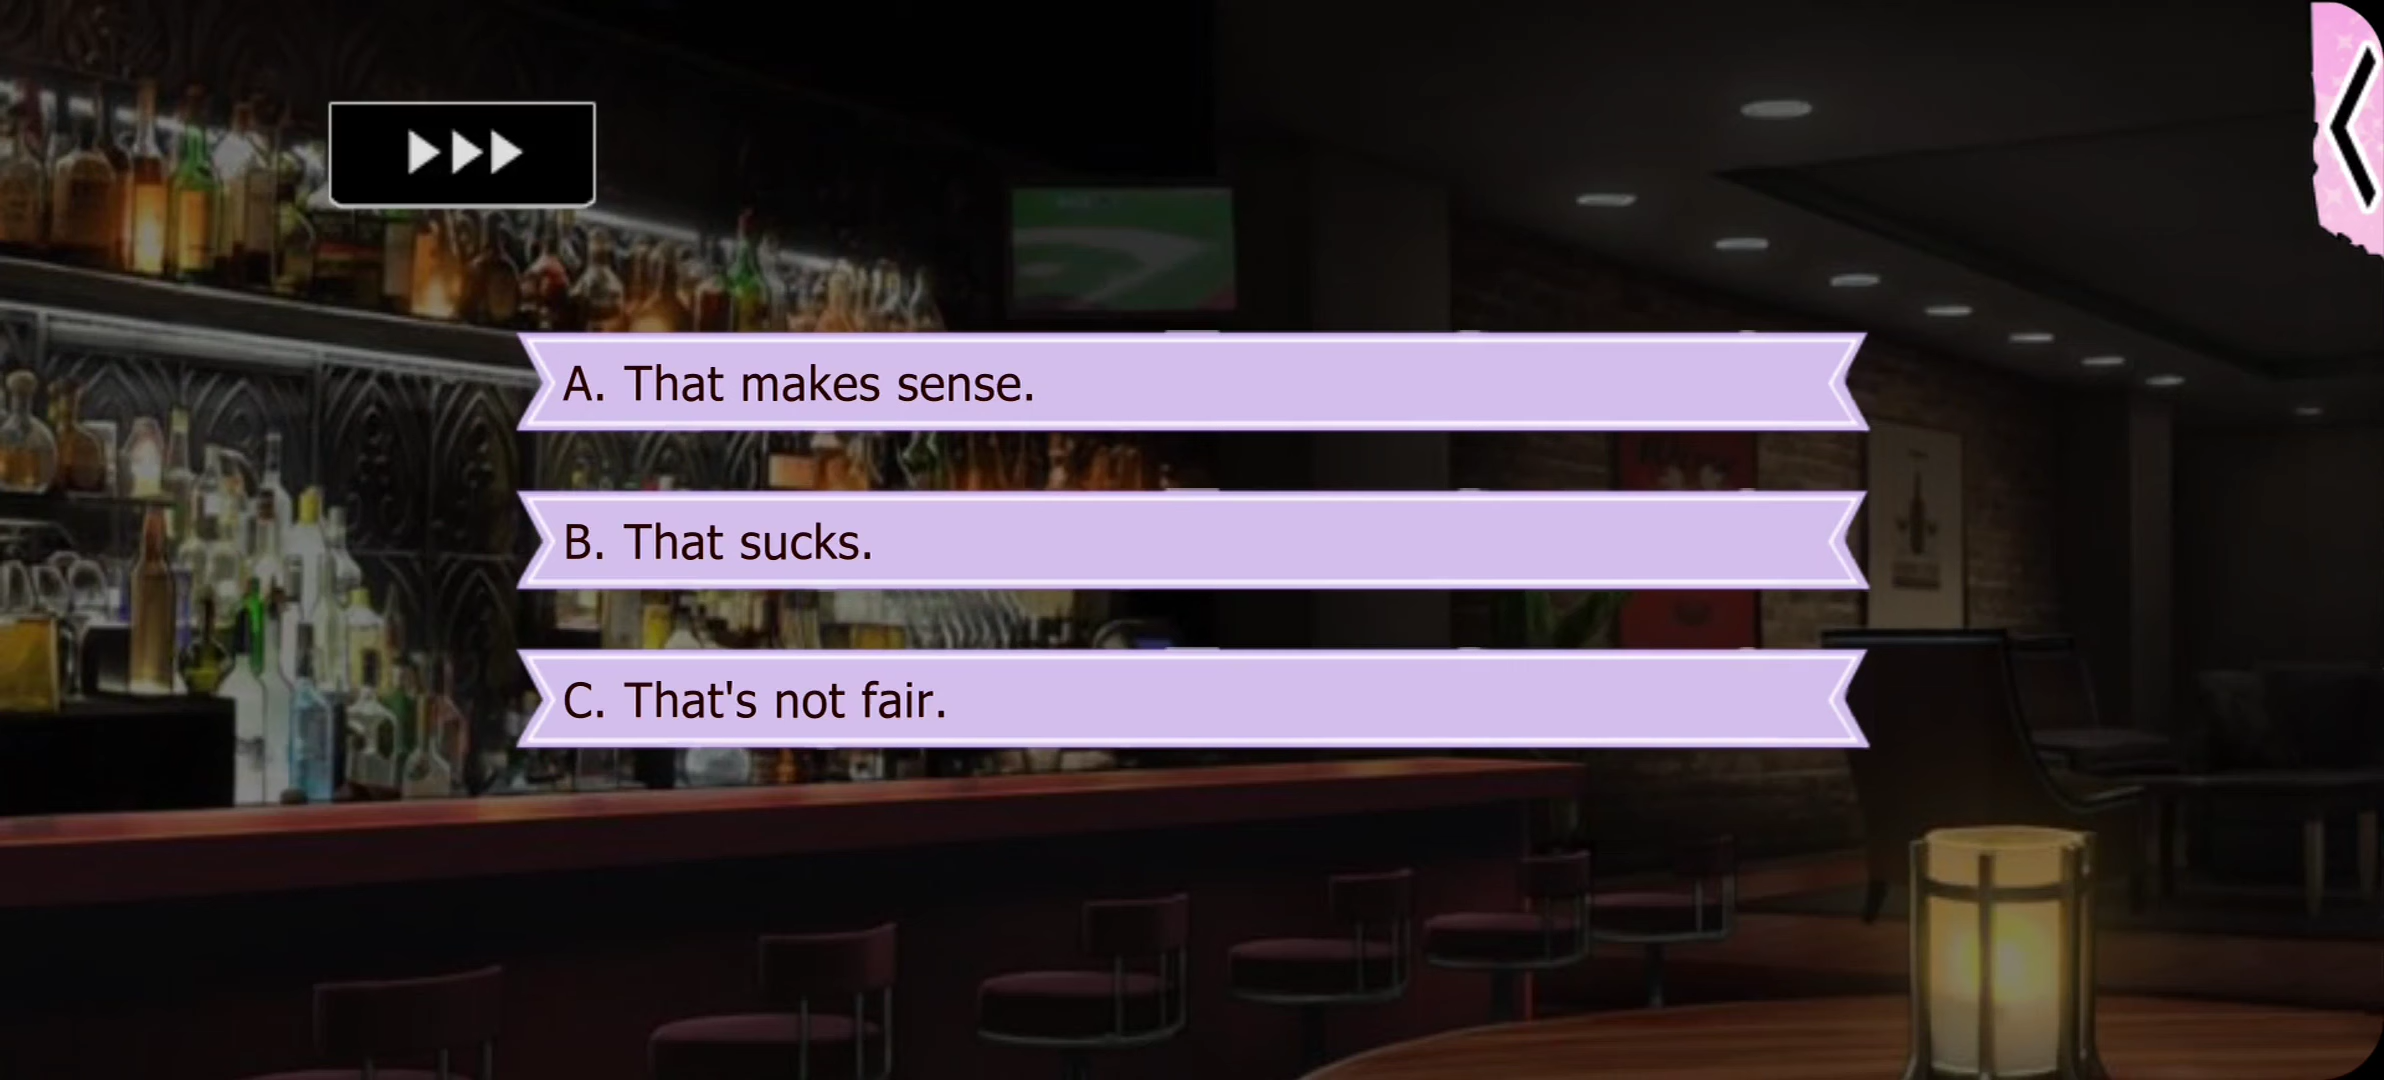 A. That makes sense.
B. That sucks.
C. That's not fair.